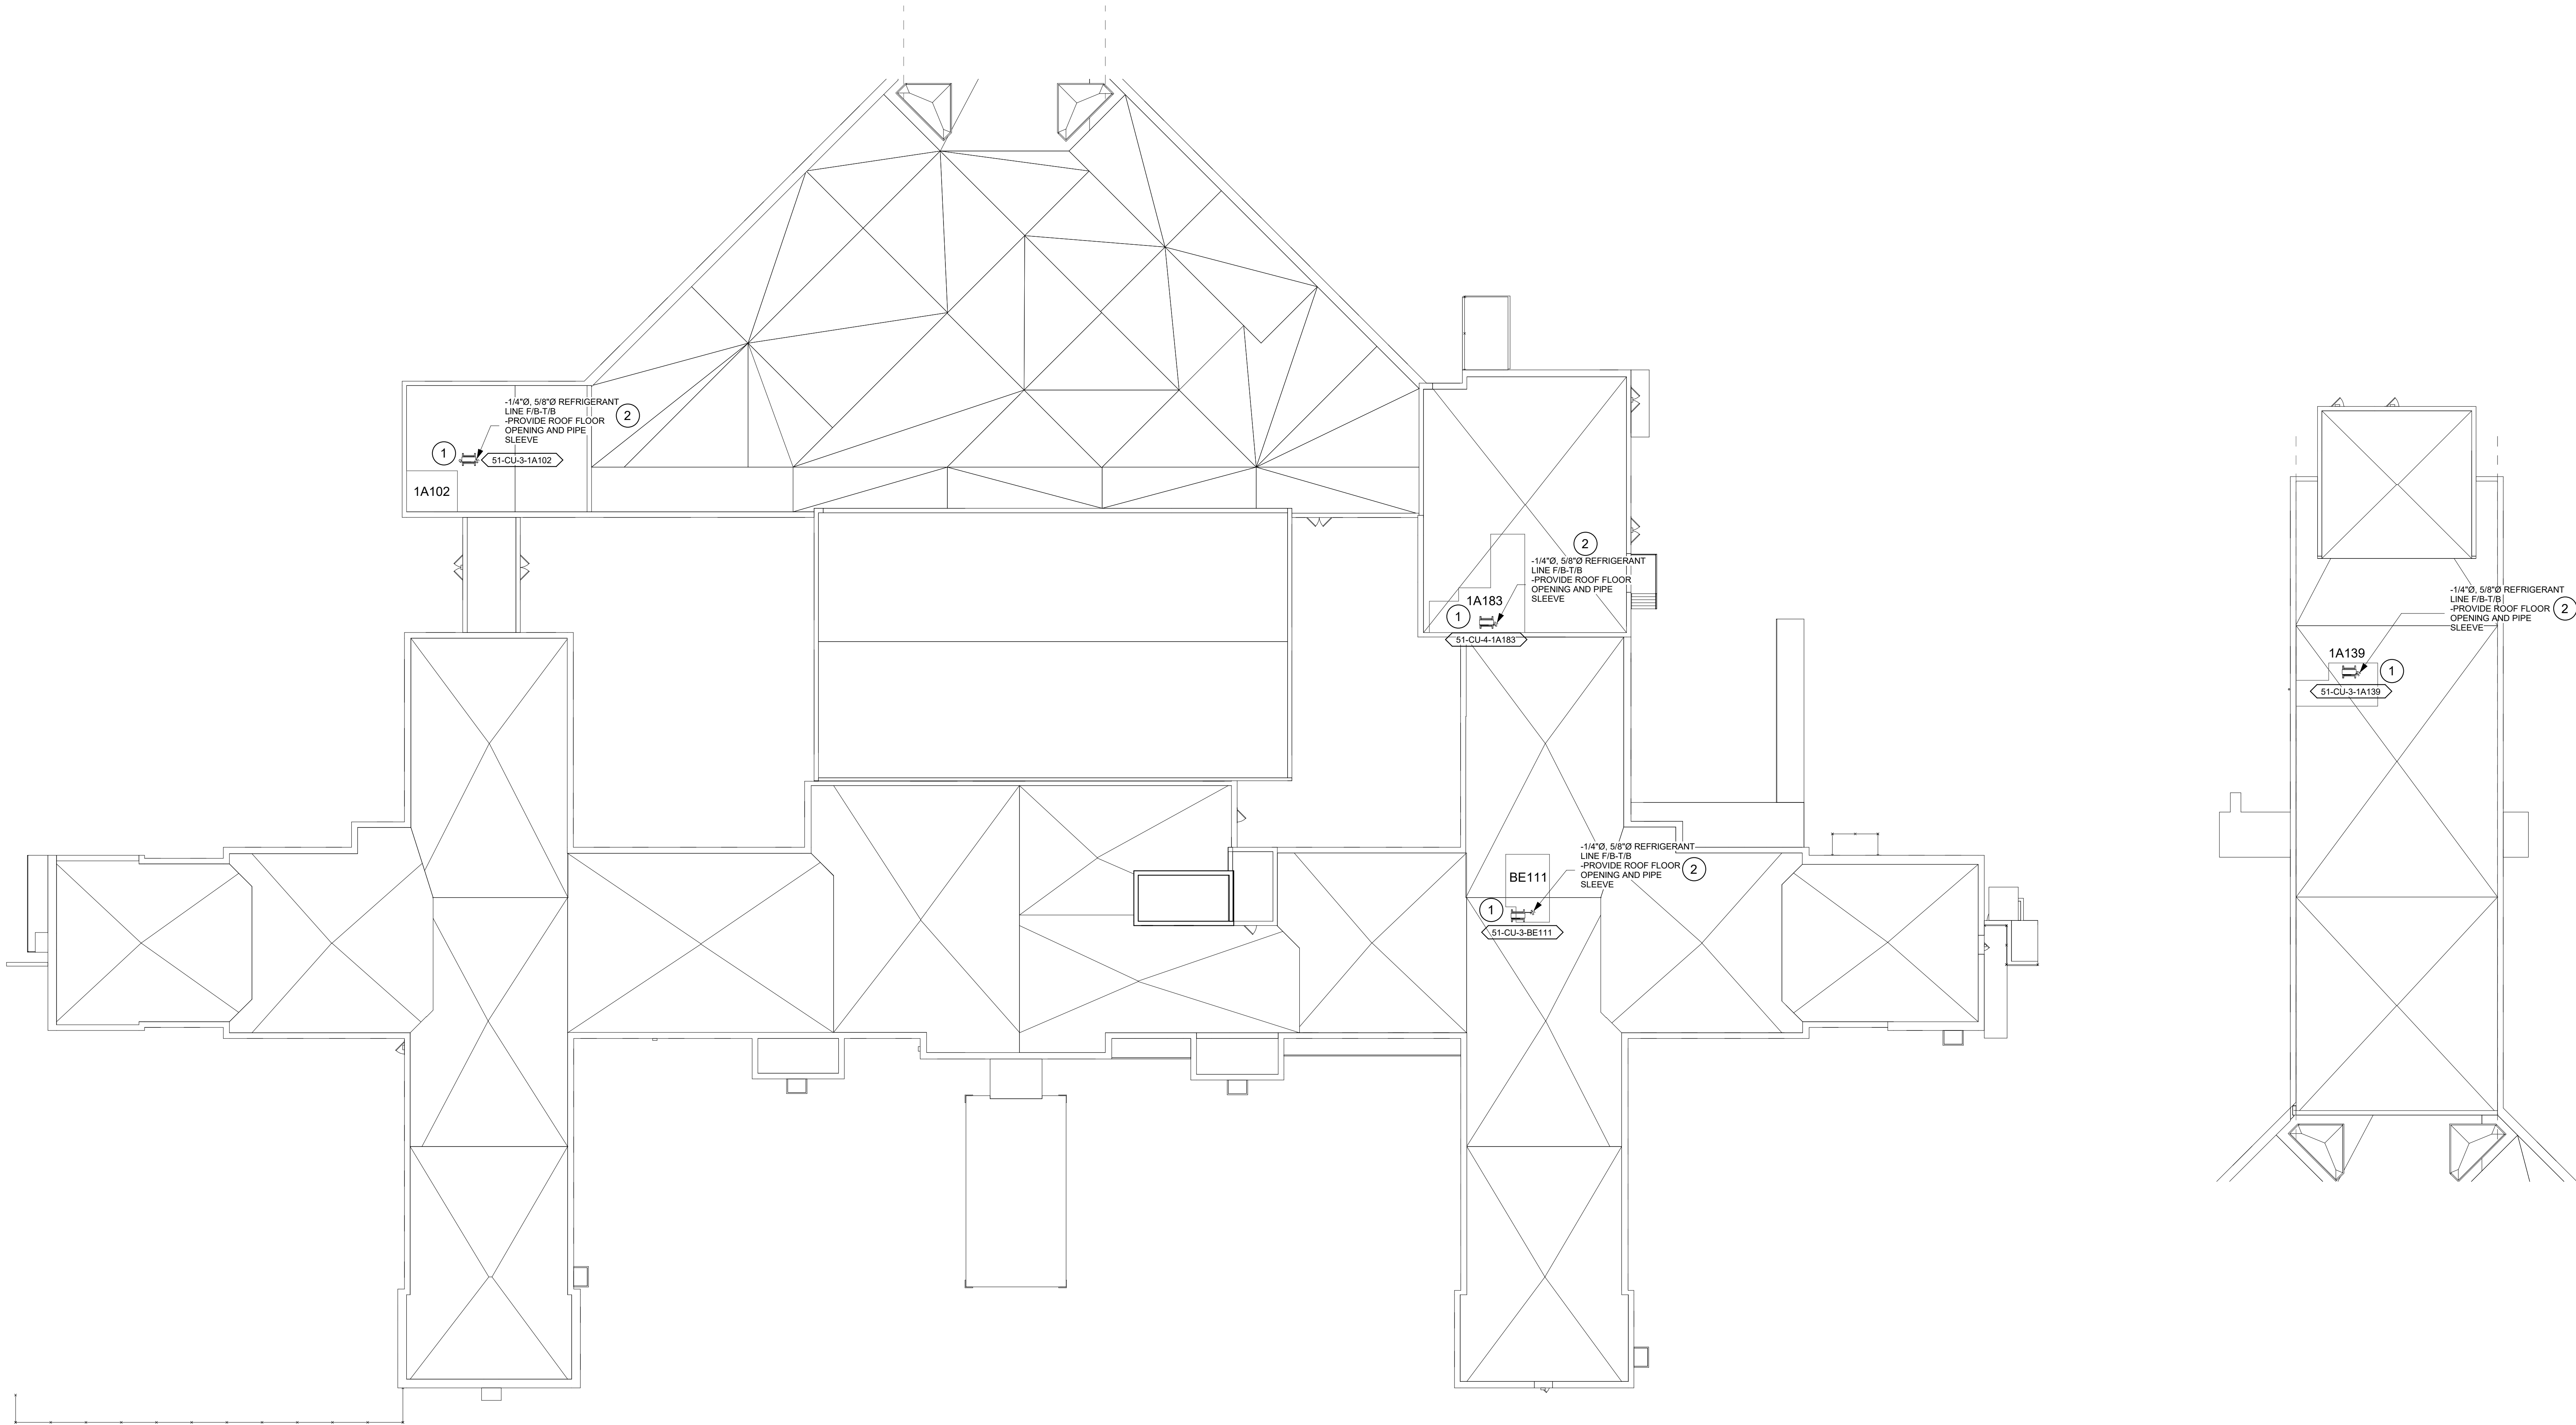 -1/4"Ø, 5/8"Ø REFRIGERANT
LINE F/B-T/B
-PROVIDE ROOF FLOOR
OPENING AND PIPE
SLEEVE
2
1
51-CU-3-1A102
1A102
2
-1/4"Ø, 5/8"Ø REFRIGERANT
LINE F/B-T/B
-PROVIDE ROOF FLOOR
OPENING AND PIPE
SLEEVE
1A183
1
51-CU-4-1A183
-1/4"Ø, 5/8"Ø REFRIGERANT
LINE F/B-T/B
-PROVIDE ROOF FLOOR
OPENING AND PIPE
SLEEVE
2
1A139
1
51-CU-3-1A139
-1/4"Ø, 5/8"Ø REFRIGERANT
LINE F/B-T/B
-PROVIDE ROOF FLOOR
OPENING AND PIPE
SLEEVE
2
BE111
1
51-CU-3-BE111